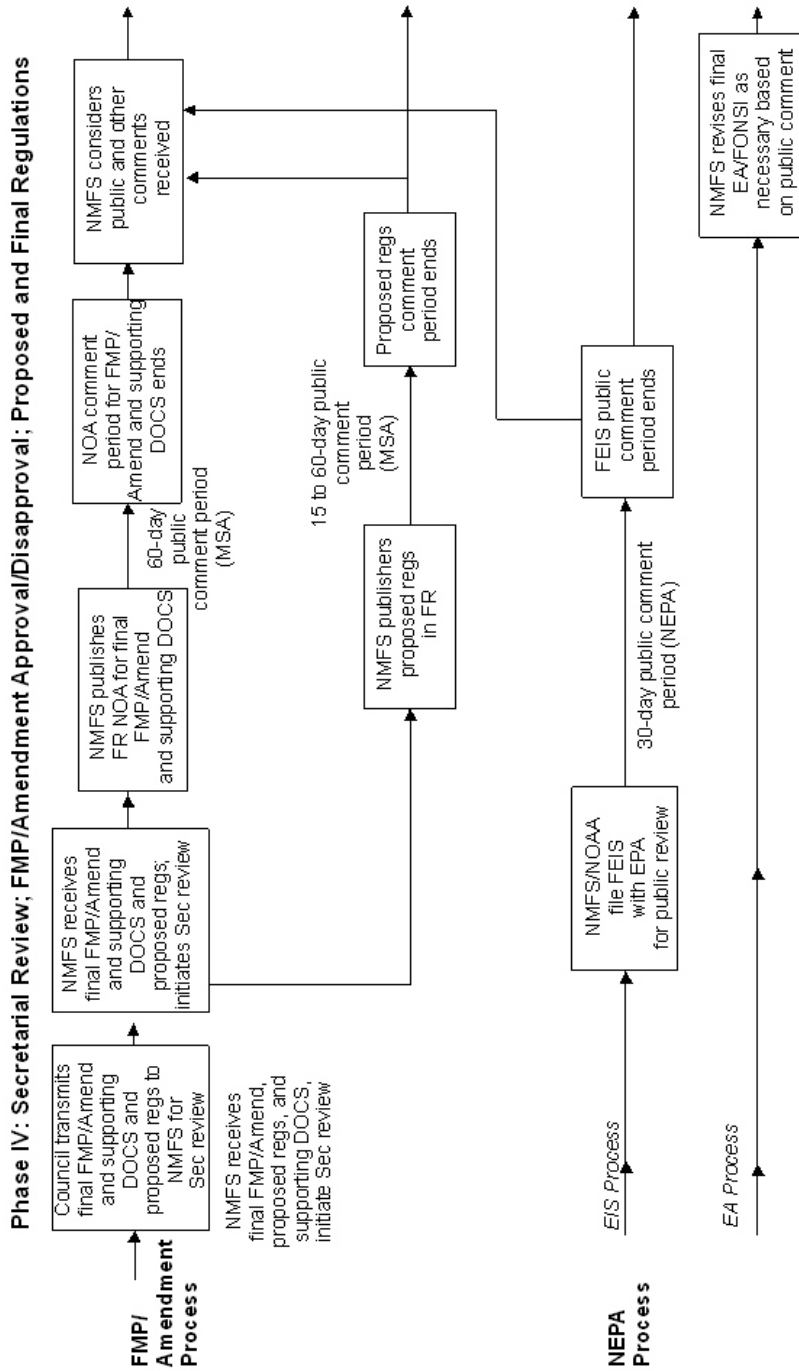 Phase IV: Secretarial Review; FMP/Amendment Approval/Disapproval; Proposed and Final Regulations
FMP/
Amendment
Process
Council transmits
final FMP/Amend
and supporting
DOCS and
proposed regs to
NMFS for
Sec review
NMFS receives
final FMP/Amend,
proposed regs, and
supporting DOCS,
initiate Sec review
NMFS receives
final FMP/Amend
and supporting
DOCS and
proposed regs;
initiates Sec review
NMFS publishes
FR NOA for final
FMP/Amend
and supporting DOCS
60-day
public
comment period
(MSA)
NOA comment
period for FMP/
Amend and supporting
DOCS ends
NMFS considers
public and other
comments
received
NMFS publishers
proposed regs
in FR
15 to 60-day public
comment
period
(MSA)
Proposed regs
comment
period ends
NEPA
Process
EIS Process
NMFS/NOAA
file FEIS
with EPA
for public review
30-day public comment
period (NEPA)
FEIS public
comment
period ends
EA Process
NMFS revises final
EA/FONSI as
necessary based
on public comment